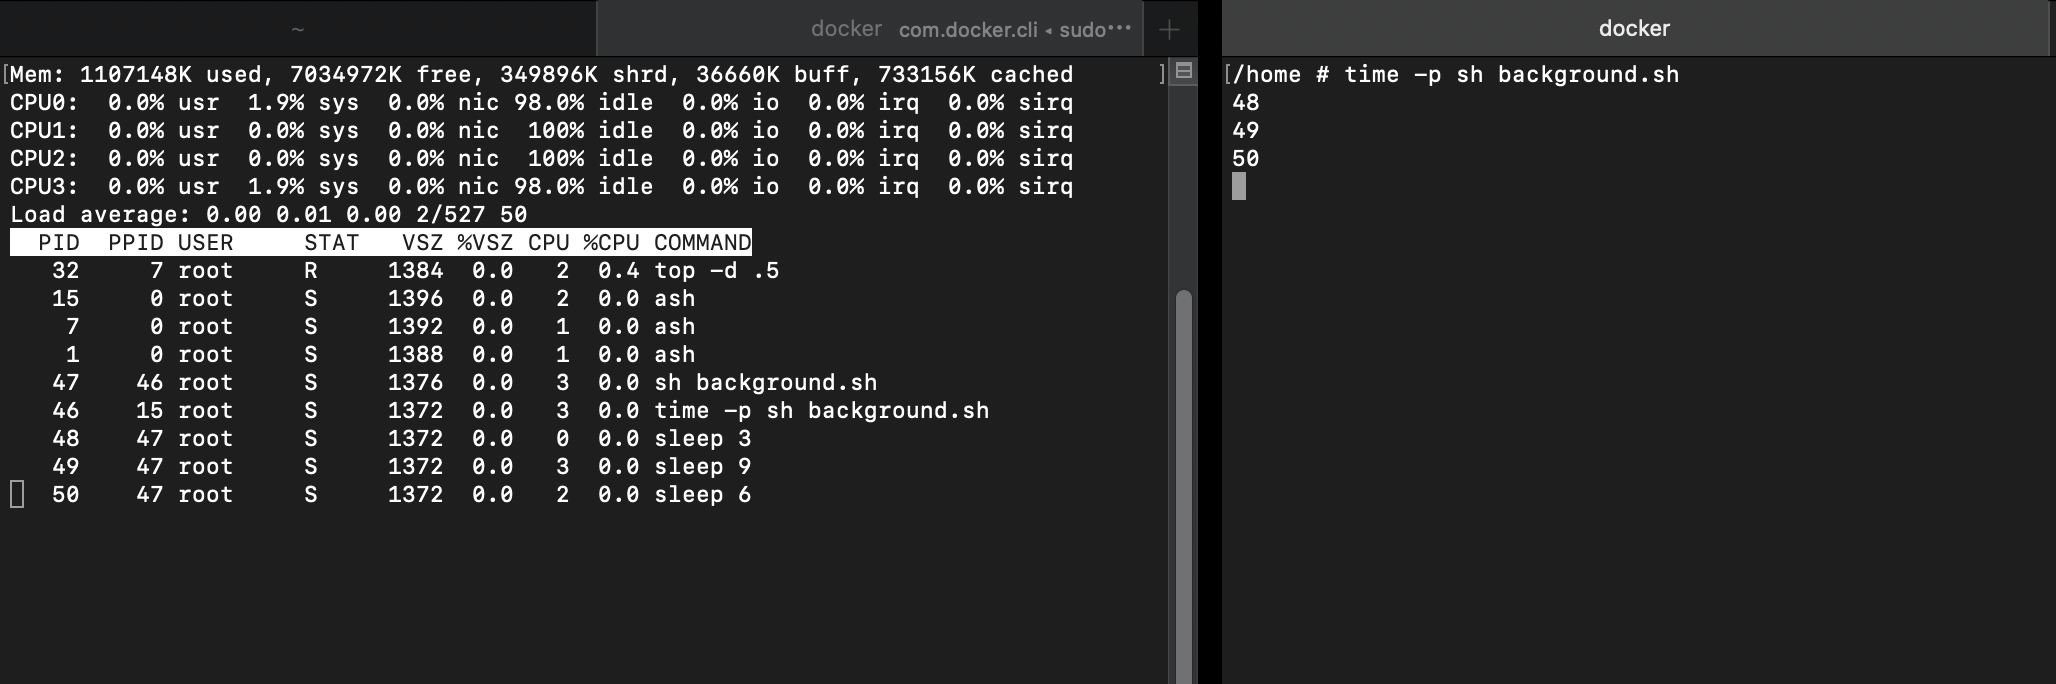 ~
docker com.docker.cli ◂ sudo••• +
[Mem: 1107148K used, 7034972K free, 349896K shrd, 36660K buff, 733156K cached ]
CPU0:  0.0% usr  1.9% sys  0.0% nic 98.0% idle  0.0% io  0.0% irq  0.0% sirq
CPU1:  0.0% usr  0.0% sys  0.0% nic  100% idle  0.0% io  0.0% irq  0.0% sirq
CPU2:  0.0% usr  0.0% sys  0.0% nic  100% idle  0.0% io  0.0% irq  0.0% sirq
CPU3:  0.0% usr  1.9% sys  0.0% nic 98.0% idle  0.0% io  0.0% irq  0.0% sirq
Load average: 0.00 0.01 0.00 2/527 50
PID  PPID USER     STAT   VSZ %VSZ CPU %CPU COMMAND
32     7 root     R     1384  0.0   2  0.4 top -d .5
15     0 root     S     1396  0.0   2  0.0 ash
7     0 root     S     1392  0.0   1  0.0 ash
1     0 root     S     1388  0.0   1  0.0 ash
47    46 root     S     1376  0.0   3  0.0 sh background.sh
46    15 root     S     1372  0.0   3  0.0 time -p sh background.sh
48    47 root     S     1372  0.0   0  0.0 sleep 3
49    47 root     S     1372  0.0   3  0.0 sleep 9
50    47 root     S     1372  0.0   2  0.0 sleep 6
docker
[/home # time -p sh background.sh
48
49
50